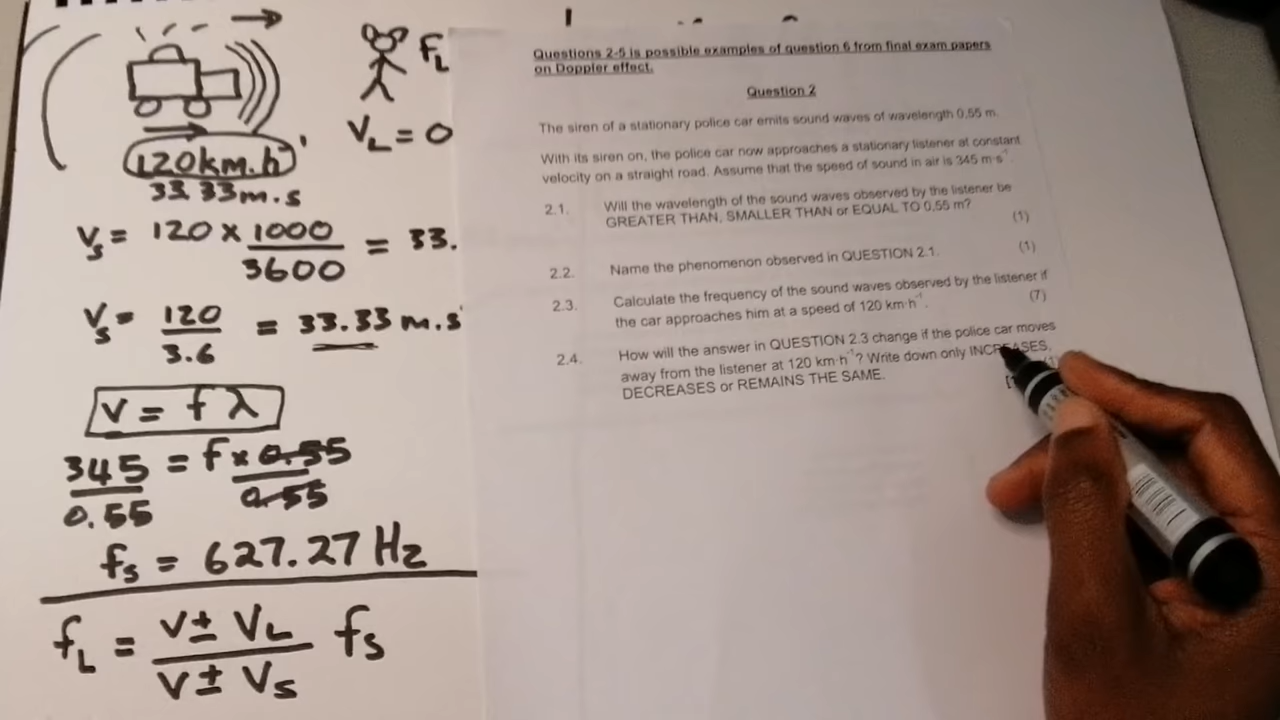 fL
VL = 0
120km.h-1
33.33m.s
Vs = 120 × 1000 / 3600 = 33.
Vs = 120 / 3.6 = 33.33 m.s
v = f λ
345 / 0.55 = f × 0.55 / 0.55
fs = 627.27 Hz
fL = V ± VL / V ± Vs fs
Questions 2-5 is possible examples of question 6 from final exam papers
on Doppler effect.
Question 2
The siren of a stationary police car emits sound waves of wavelength 0,55 m.
With its siren on, the police car now approaches a stationary listener at constant
velocity on a straight road. Assume that the speed of sound in air is 345 m·s-1.
2.1. Will the wavelength of the sound waves observed by the listener be
GREATER THAN, SMALLER THAN or EQUAL TO 0,55 m? (1)
2.2. Name the phenomenon observed in QUESTION 2.1. (1)
2.3. Calculate the frequency of the sound waves observed by the listener if
the car approaches him at a speed of 120 km·h-1. (7)
2.4. How will the answer in QUESTION 2.3 change if the police car moves
away from the listener at 120 km·h-1? Write down only INCREASES,
DECREASES or REMAINS THE SAME. (1)